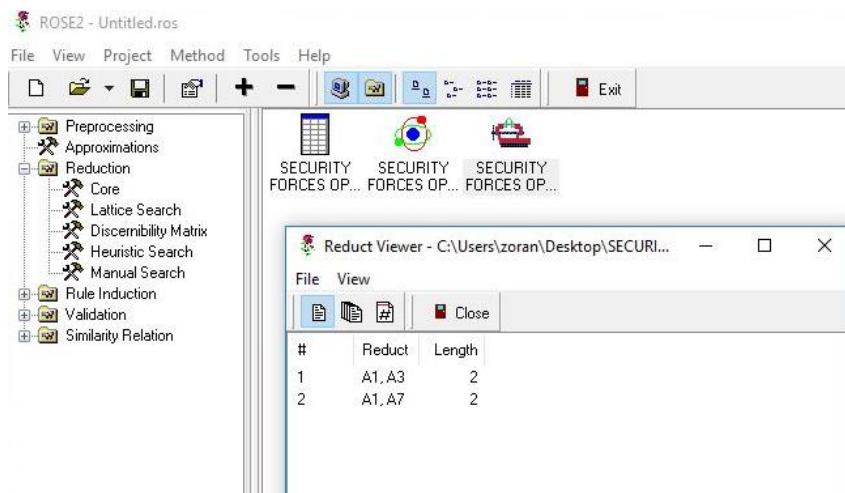 ROSE2 - Untitled.ros
File View Project Method Tools Help
Exit
Preprocessing
Approximations
Reduction
Core
Lattice Search
Discernibility Matrix
Heuristic Search
Manual Search
Rule Induction
Validation
Similarity Relation
SECURITY FORCES OP...
SECURITY FORCES OP...
SECURITY FORCES OP...
Reduct Viewer - C:\Users\zoran\Desktop\SECURI...
File View
Close
# Reduct Length
1 A1, A3 2
2 A1, A7 2